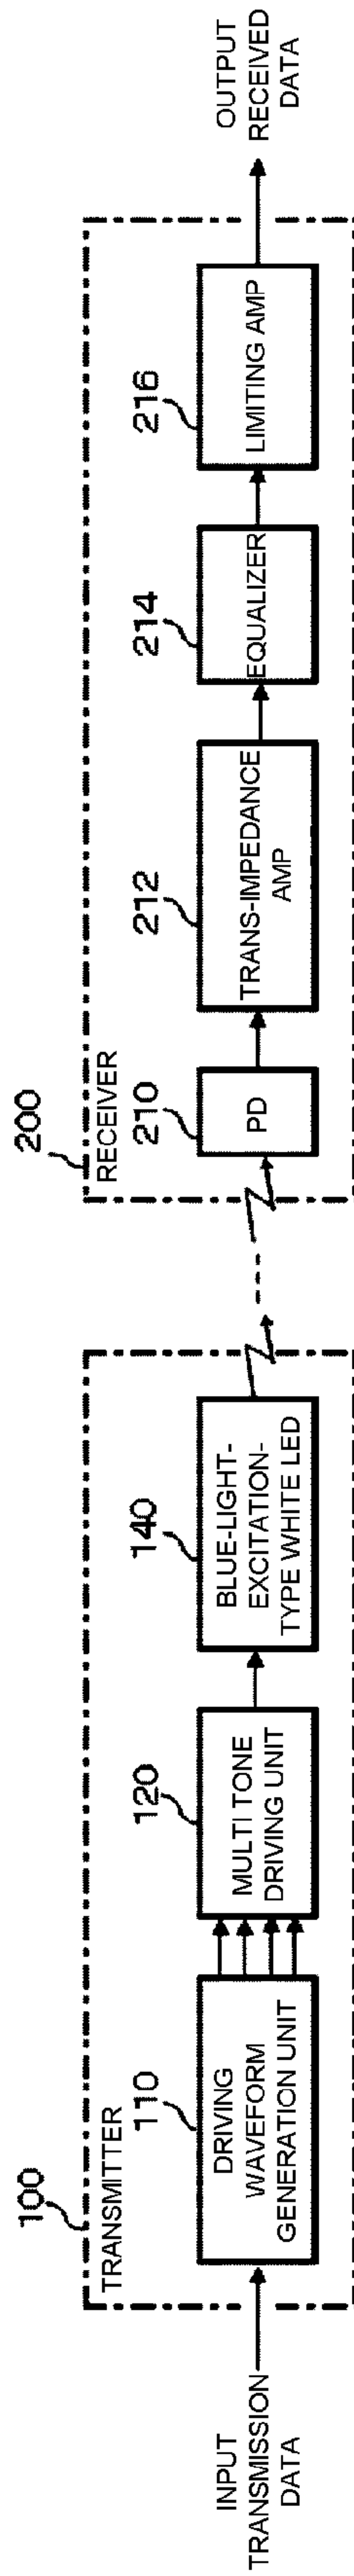 INPUT
TRANSMISSION
DATA
100
TRANSMITTER
110
DRIVING
WAVEFORM
GENERATION UNIT
120
MULTI TONE
DRIVING UNIT
140
BLUE-LIGHT-
EXCITATION-
TYPE WHITE LED
200
RECEIVER
210
PD
212
TRANS-IMPEDANCE
AMP
214
EQUALIZER
216
LIMITING AMP
OUTPUT
RECEIVED
DATA